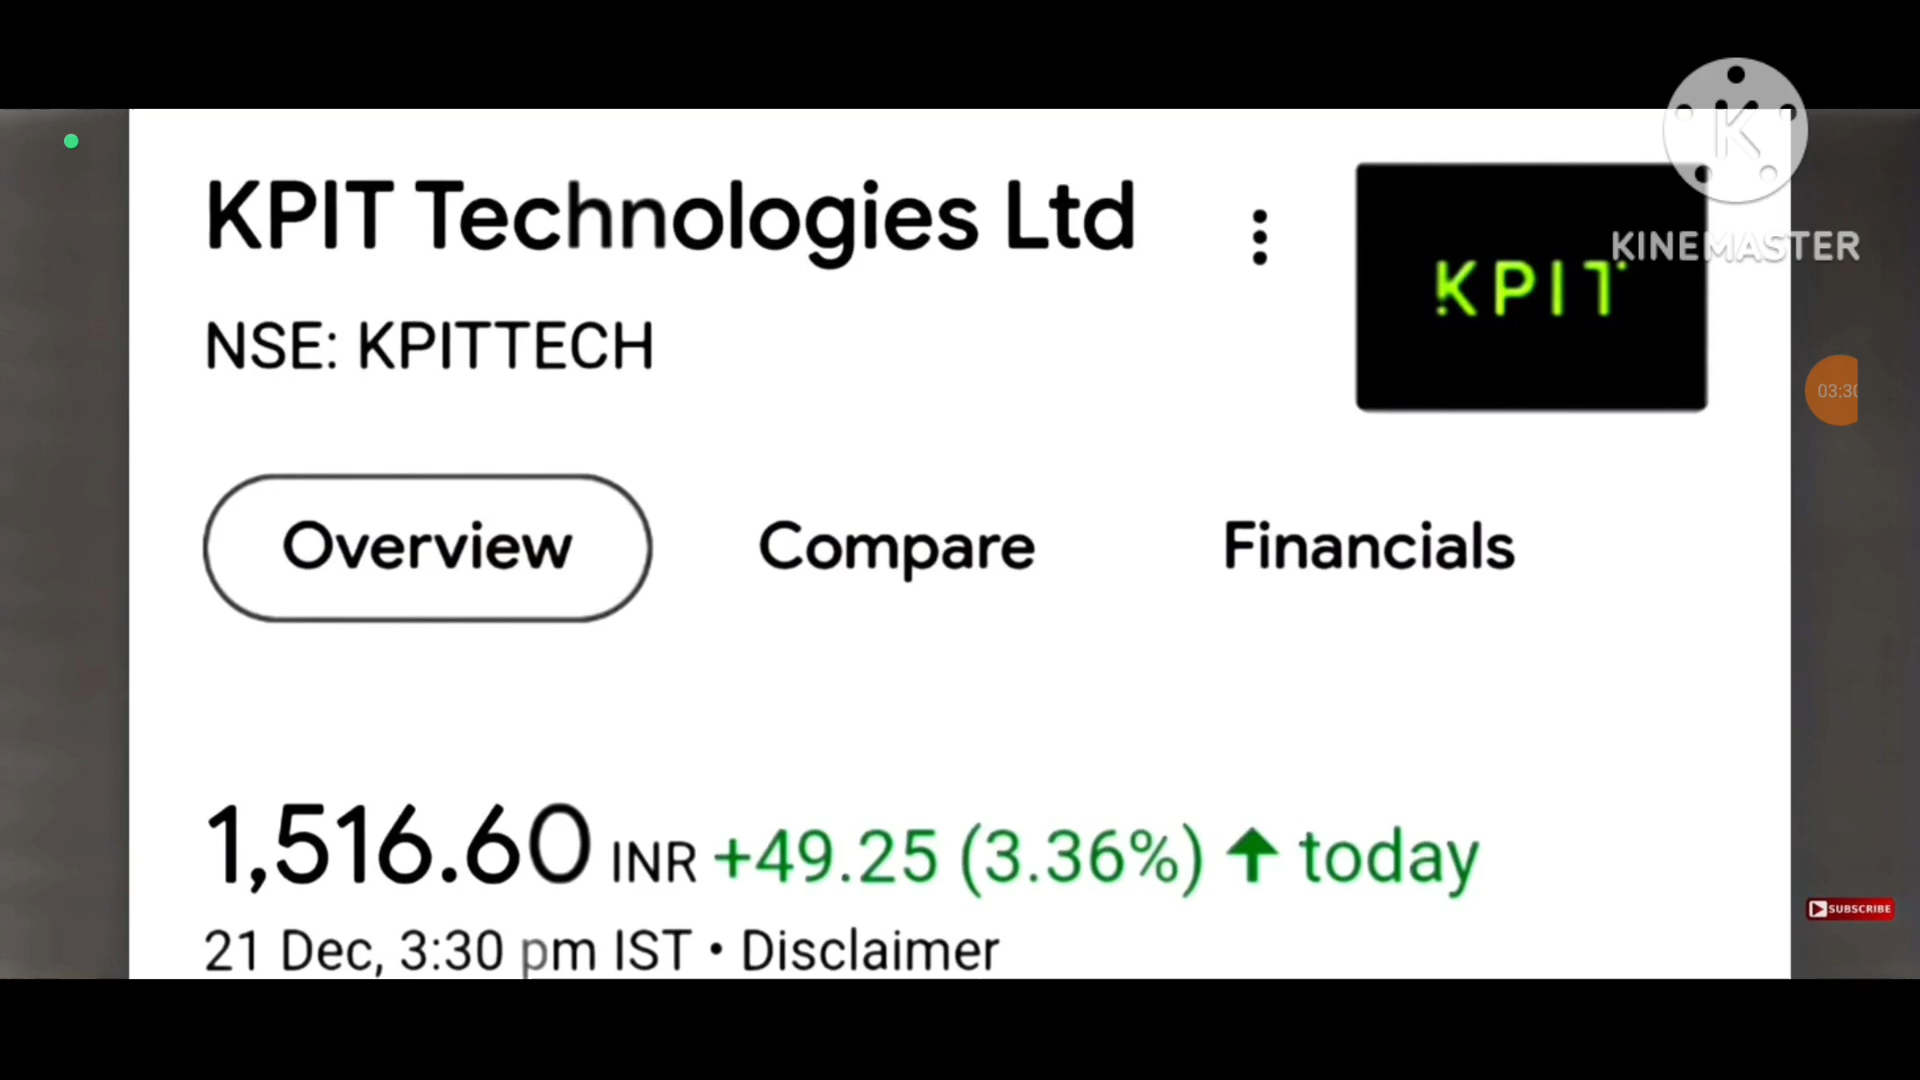 KPIT Technologies Ltd
NSE: KPITTECH
KPIT
KINEMASTER
Overview
Compare
Financials
1,516.60 INR +49.25 (3.36%) ↑ today
21 Dec, 3:30 pm IST • Disclaimer
SUBSCRIBE